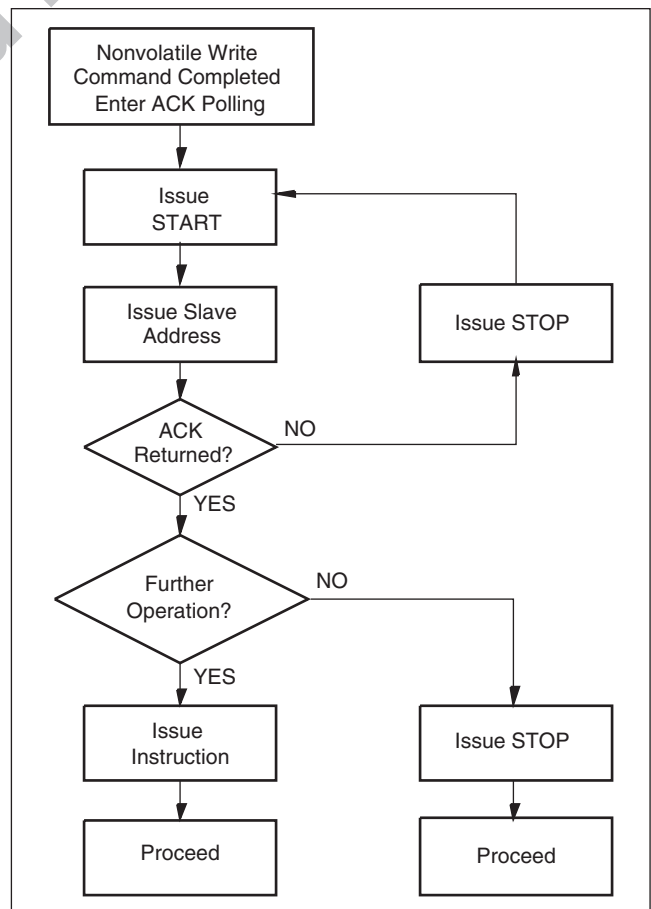 Nonvolatile Write
Command Completed
Enter ACK Polling
Issue
START
Issue Slave
Address
Issue STOP
ACK
Returned?
NO
YES
Further
Operation?
NO
YES
Issue
Instruction
Issue STOP
Proceed
Proceed